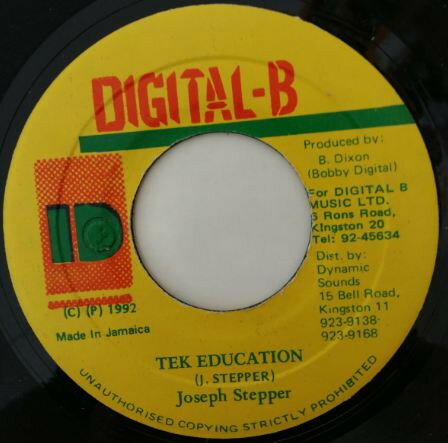 DIGITAL-B
Produced by:
B. Dixon
(Bobby Digital)
For DIGITAL B
MUSIC LTD.
6 Rons Road,
Kingston 20
Tel: 92-45634
Dist. by:
Dynamic
Sounds
15 Bell Road,
Kingston 11
923-9138-
923-9168
(C) (P) 1992
Made In Jamaica
TEK EDUCATION
(J. STEPPER)
Joseph Stepper
UNAUTHORISED COPYING STRICTLY PROHIBITED